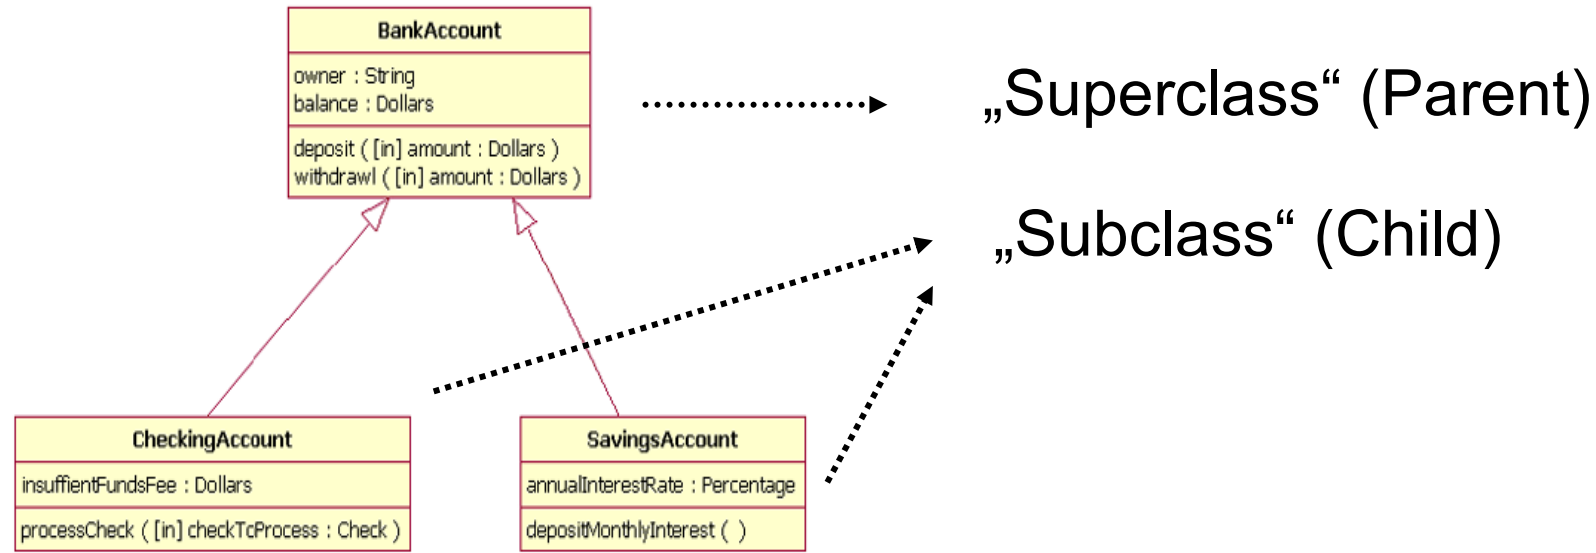 BankAccount
owner : String
balance : Dollars
deposit ( [in] amount : Dollars )
withdrawl ( [in] amount : Dollars )
„Superclass“ (Parent)
„Subclass“ (Child)
CheckingAccount
insuffientFundsFee : Dollars
processCheck ( [in] checkTcProcess : Check )
SavingsAccount
annualInterestRate : Percentage
depositMonthlyInterest ( )